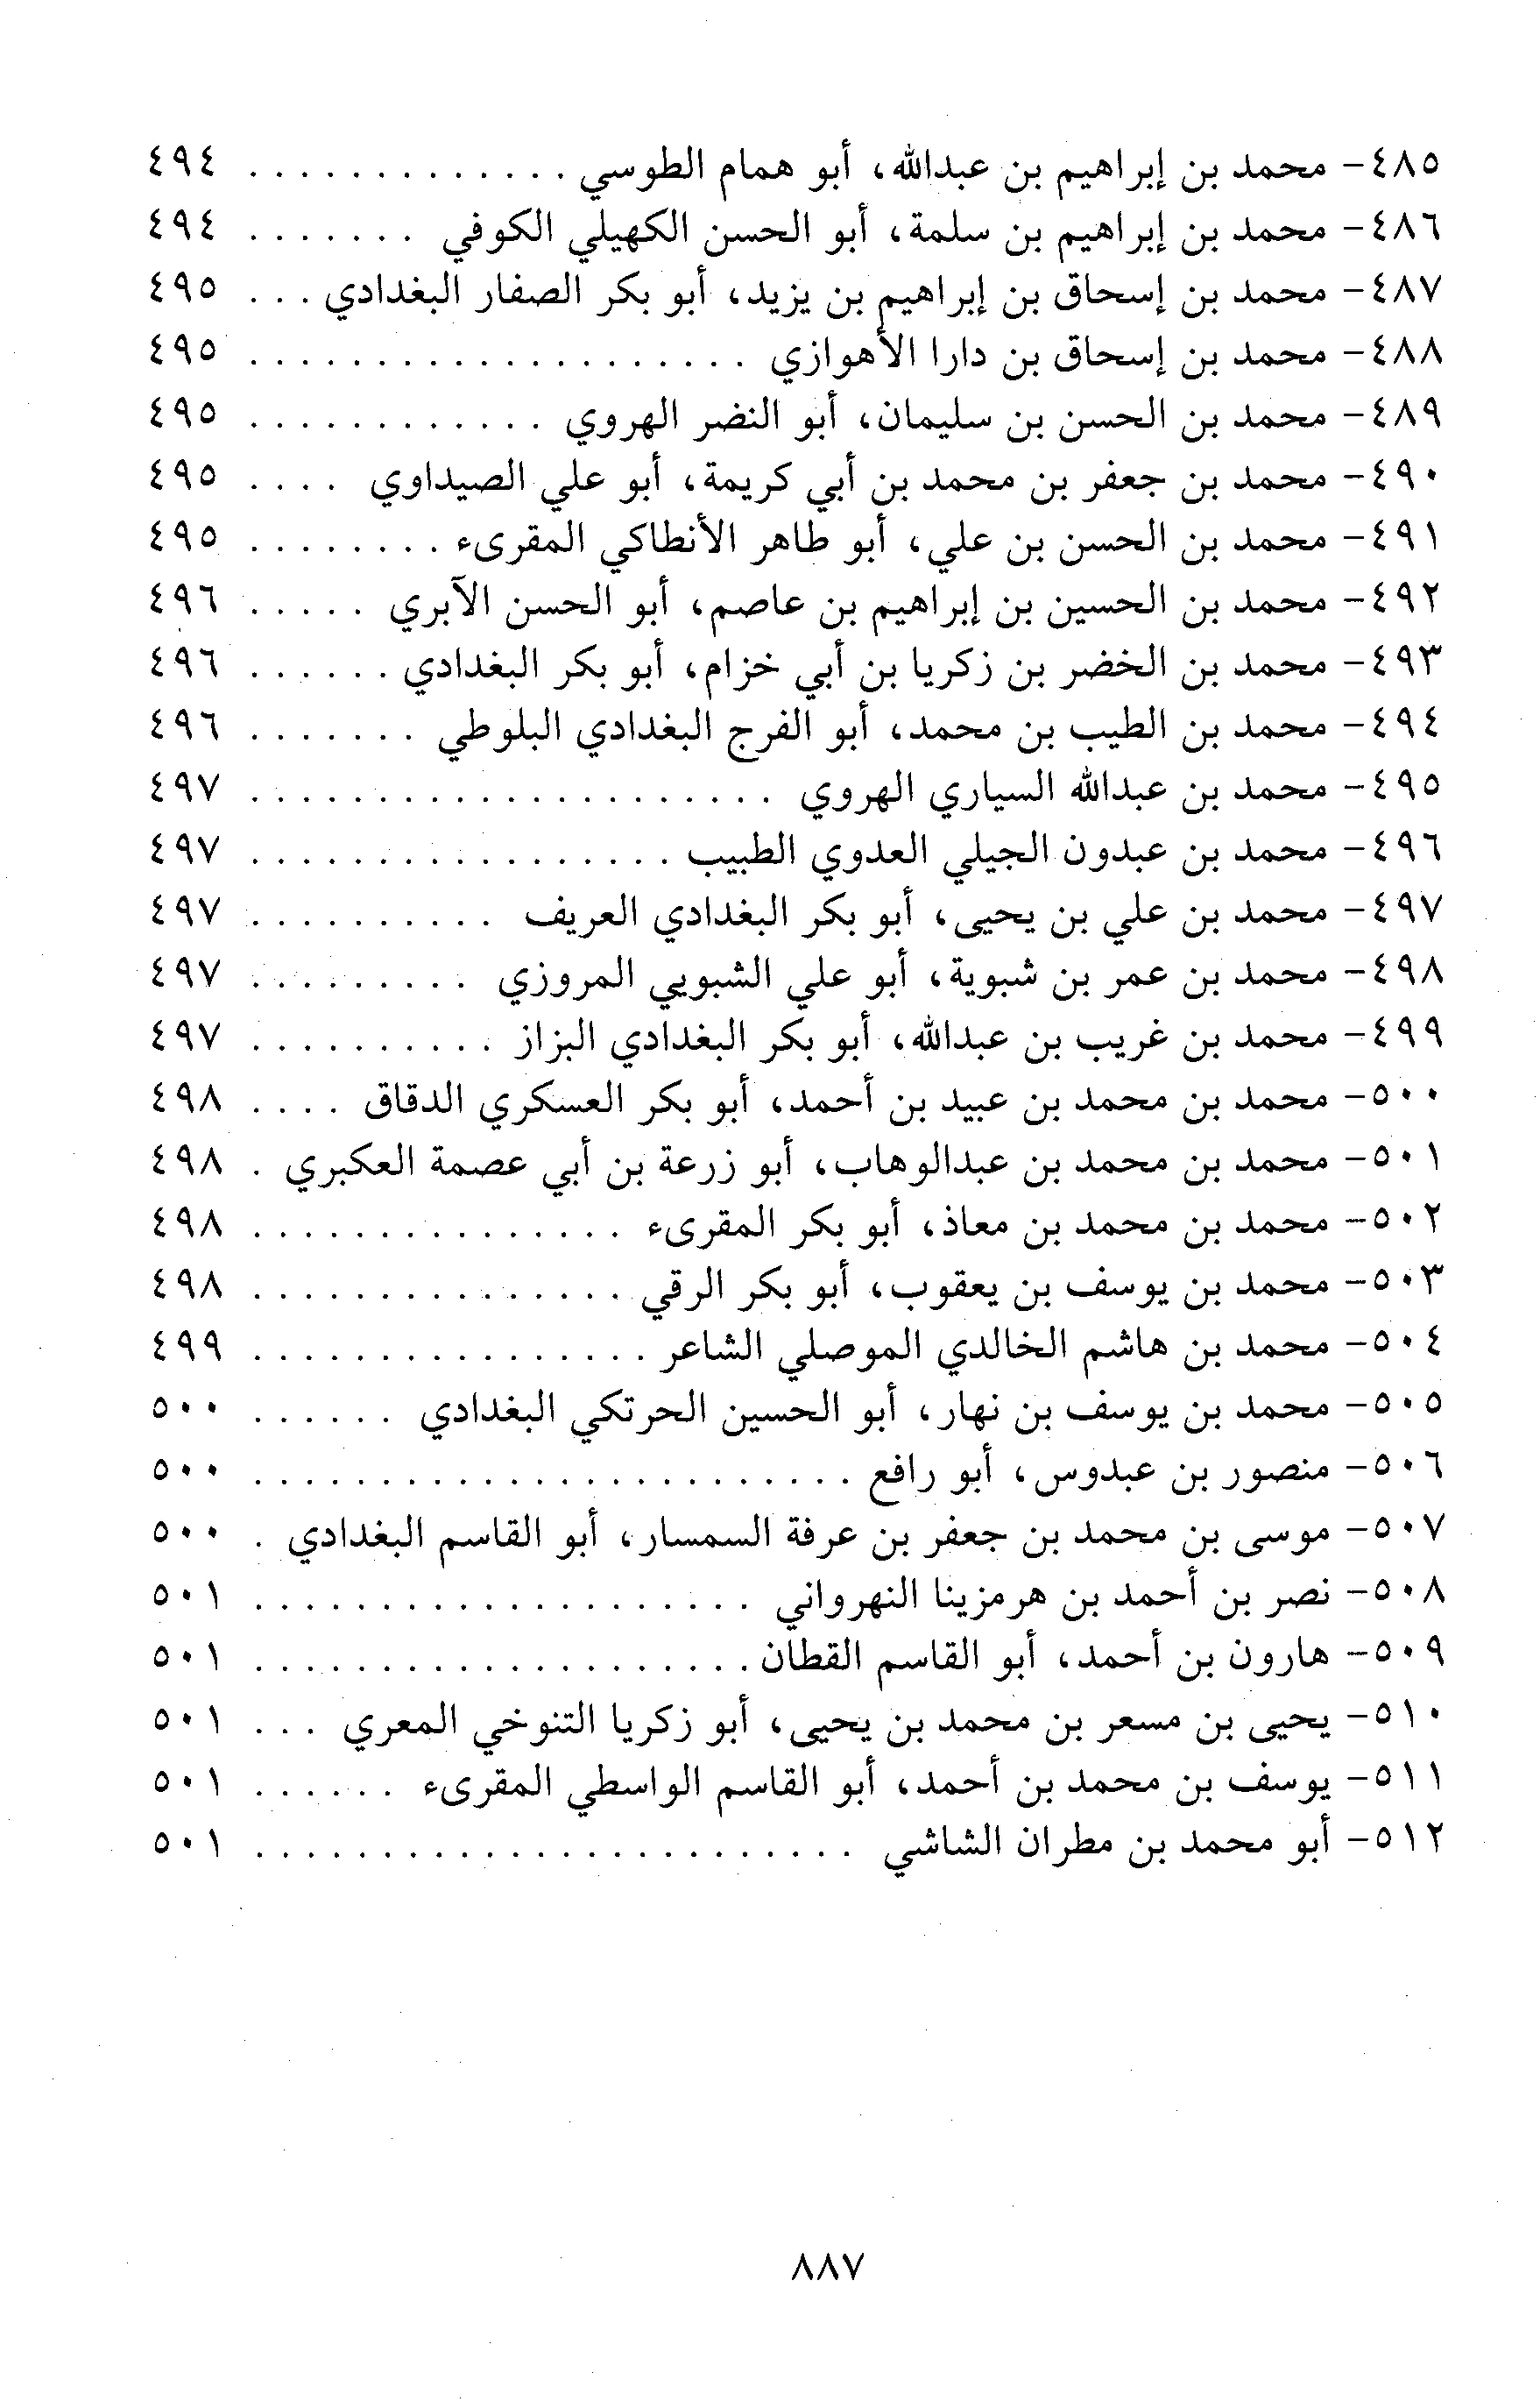 ٤٨٥- محمد بن إبراهيم بن عبدالله، أبو همام الطوسي . . . . . . . . . . . . . ٤٩٤
٤٨٦- محمد بن إبراهيم بن سلمة، أبو الحسن الكهيلي الكوفي . . . . . . . ٤٩٤
٤٨٧- محمد بن إسحاق بن إبراهيم بن يزيد، أبو بكر الصفار البغدادي . . . ٤٩٥
٤٨٨- محمد بن إسحاق بن دارا الأهوازي . . . . . . . . . . . . . . . . . . . . ٤٩٥
٤٨٩- محمد بن الحسن بن سليمان، أبو النضر الهروي . . . . . . . . . . . . ٤٩٥
٤٩٠- محمد بن جعفر بن محمد بن أبي كريمة، أبو علي الصيداوي . . . . ٤٩٥
٤٩١- محمد بن الحسن بن علي، أبو طاهر الأنطاكي المقرىء . . . . . . . . ٤٩٥
٤٩٢- محمد بن الحسين بن إبراهيم بن عاصم، أبو الحسن الآبري . . . . . ٤٩٦
٤٩٣- محمد بن الخضر بن زكريا بن أبي خزام، أبو بكر البغدادي . . . . . . ٤٩٦
٤٩٤- محمد بن الطيب بن محمد، أبو الفرج البغدادي البلوطي . . . . . . . ٤٩٦
٤٩٥- محمد بن عبدالله السياري الهروي . . . . . . . . . . . . . . . . . . . . . ٤٩٧
٤٩٦- محمد بن عبدون الجيلي العدوي الطبيب . . . . . . . . . . . . . . . . . ٤٩٧
٤٩٧- محمد بن علي بن يحيى، أبو بكر البغدادي العريف . . . . . . . . . . ٤٩٧
٤٩٨- محمد بن عمر بن شبوية، أبو علي الشبويي المروزي . . . . . . . . . ٤٩٧
٤٩٩- محمد بن غريب بن عبدالله، أبو بكر البغدادي البزاز . . . . . . . . . . ٤٩٧
٥٠٠- محمد بن محمد بن عبيد بن أحمد، أبو بكر العسكري الدقاق . . . . ٤٩٨
٥٠١- محمد بن محمد بن عبدالوهاب، أبو زرعة بن أبي عصمة العكبري . ٤٩٨
٥٠٢- محمد بن محمد بن معاذ، أبو بكر المقرىء . . . . . . . . . . . . . . . ٤٩٨
٥٠٣- محمد بن يوسف بن يعقوب، أبو بكر الرقي . . . . . . . . . . . . . . . ٤٩٨
٥٠٤- محمد بن هاشم الخالدي الموصلي الشاعر . . . . . . . . . . . . . . . . ٤٩٩
٥٠٥- محمد بن يوسف بن نهار، أبو الحسين الحرتكي البغدادي . . . . . . ٥٠٠
٥٠٦- منصور بن عبدوس، أبو رافع . . . . . . . . . . . . . . . . . . . . . . . . ٥٠٠
٥٠٧- موسى بن محمد بن جعفر بن عرفة السمسار، أبو القاسم البغدادي . ٥٠٠
٥٠٨- نصر بن أحمد بن هرمزينا النهرواني . . . . . . . . . . . . . . . . . . . . ٥٠١
٥٠٩- هارون بن أحمد، أبو القاسم القطان . . . . . . . . . . . . . . . . . . . . ٥٠١
٥١٠- يحيى بن مسعر بن محمد بن يحيى، أبو زكريا التنوخي المعري . . . ٥٠١
٥١١- يوسف بن محمد بن أحمد، أبو القاسم الواسطي المقرىء . . . . . . ٥٠١
٥١٢- أبو محمد بن مطران الشاشي . . . . . . . . . . . . . . . . . . . . . . . . ٥٠١
٨٨٧